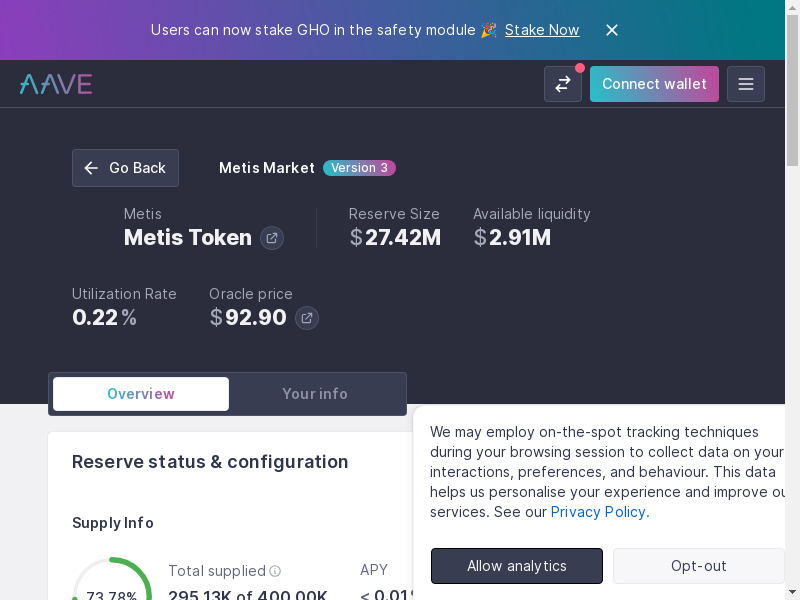 Users can now stake GHO in the safety module 🎉 Stake Now
AAVE
Connect wallet
Go Back
Metis Market Version 3
Metis
Metis Token
Reserve Size
$27.42M
Available liquidity
$2.91M
Utilization Rate
0.22%
Oracle price
$92.90
Overview
Your info
Reserve status & configuration
Supply Info
73.78%
Total supplied
295.13K of 400.00K
APY
< 0.01
We may employ on-the-spot tracking techniques
during your browsing session to collect data on your
interactions, preferences, and behaviour. This data
helps us personalise your experience and improve ou
services. See our Privacy Policy.
Allow analytics
Opt-out